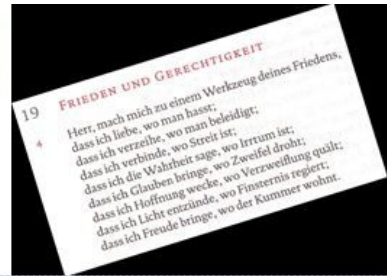 19
FRIEDEN UND GERECHTIGKEIT
4
Herr, mach mich zu einem Werkzeug deines Friedens,
dass ich liebe, wo man hasst;
dass ich verzeihe, wo man beleidigt;
dass ich verbinde, wo Streit ist;
dass ich die Wahrheit sage, wo Irrtum ist;
dass ich Glauben bringe, wo Zweifel droht;
dass ich Hoffnung wecke, wo Verzweiflung quält;
dass ich Licht entzünde, wo Finsternis regiert;
dass ich Freude bringe, wo der Kummer wohnt.